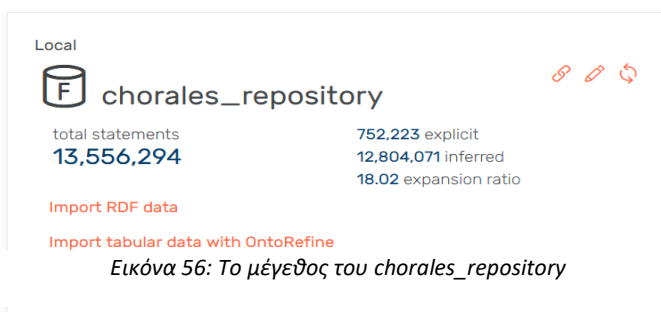 Local
F chorales_repository
total statements
13,556,294
752,223 explicit
12,804,071 inferred
18.02 expansion ratio
Import RDF data
Import tabular data with OntoRefine
Εικόνα 56: Το μέγεθος του chorales_repository